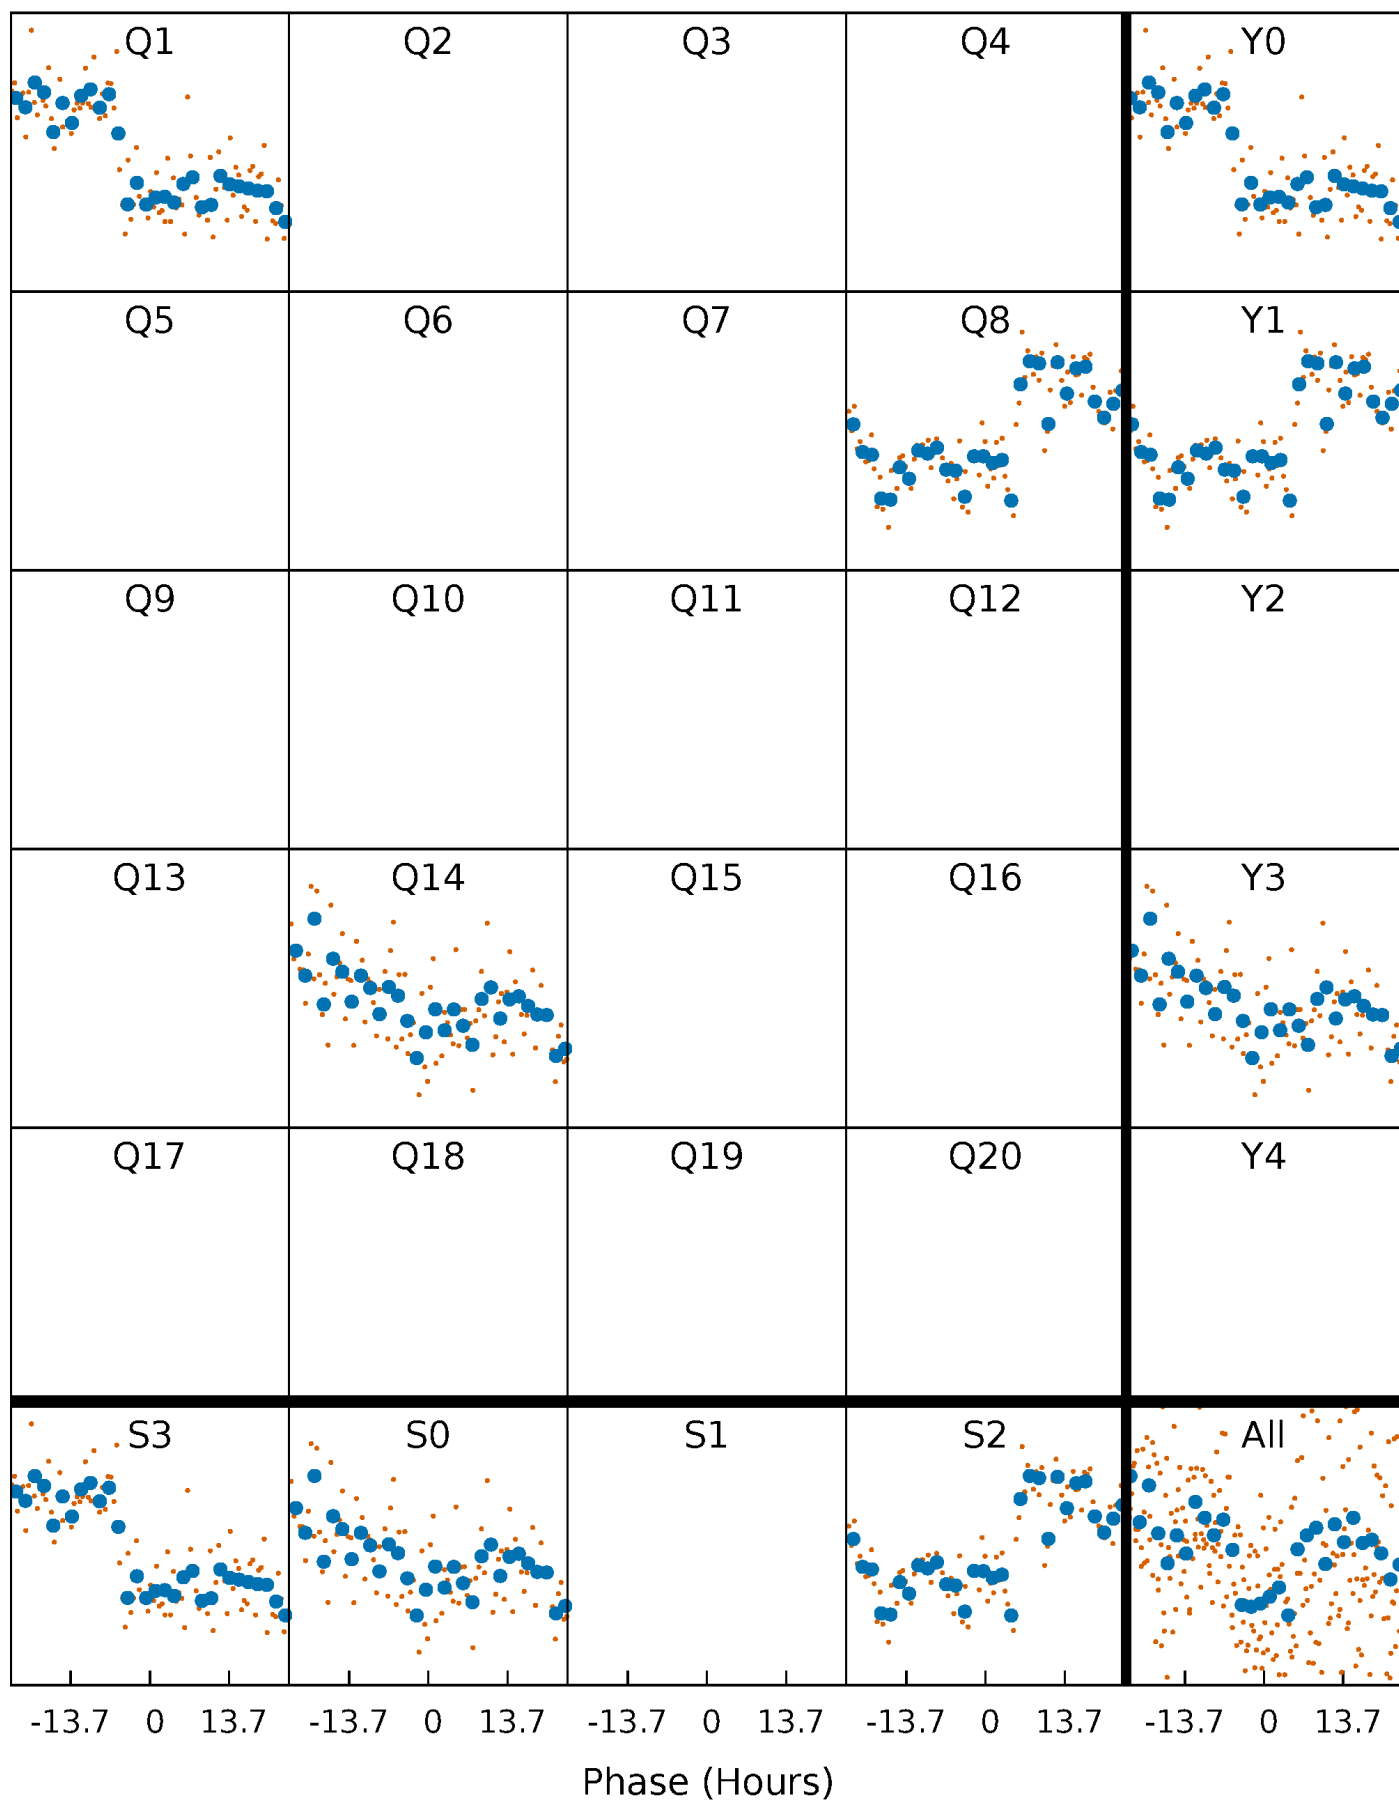 Q1 Q2 Q3 Q4 Y0
Q5 Q6 Q7 Q8 Y1
Q9 Q10 Q11 Q12 Y2
Q13 Q14 Q15 Q16 Y3
Q17 Q18 Q19 Q20 Y4
S3 S0 S1 S2 All
-13.7 0 13.7 -13.7 0 13.7 -13.7 0 13.7 -13.7 0 13.7 -13.7 0 13.7
Phase (Hours)